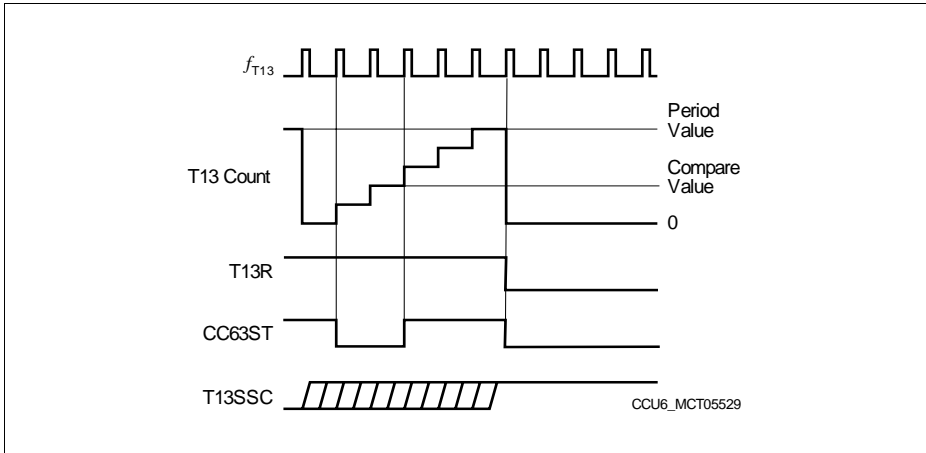 fT13
Period
Value
T13 Count
Compare
Value
0
T13R
CC63ST
T13SSC
CCU6_MCT05529